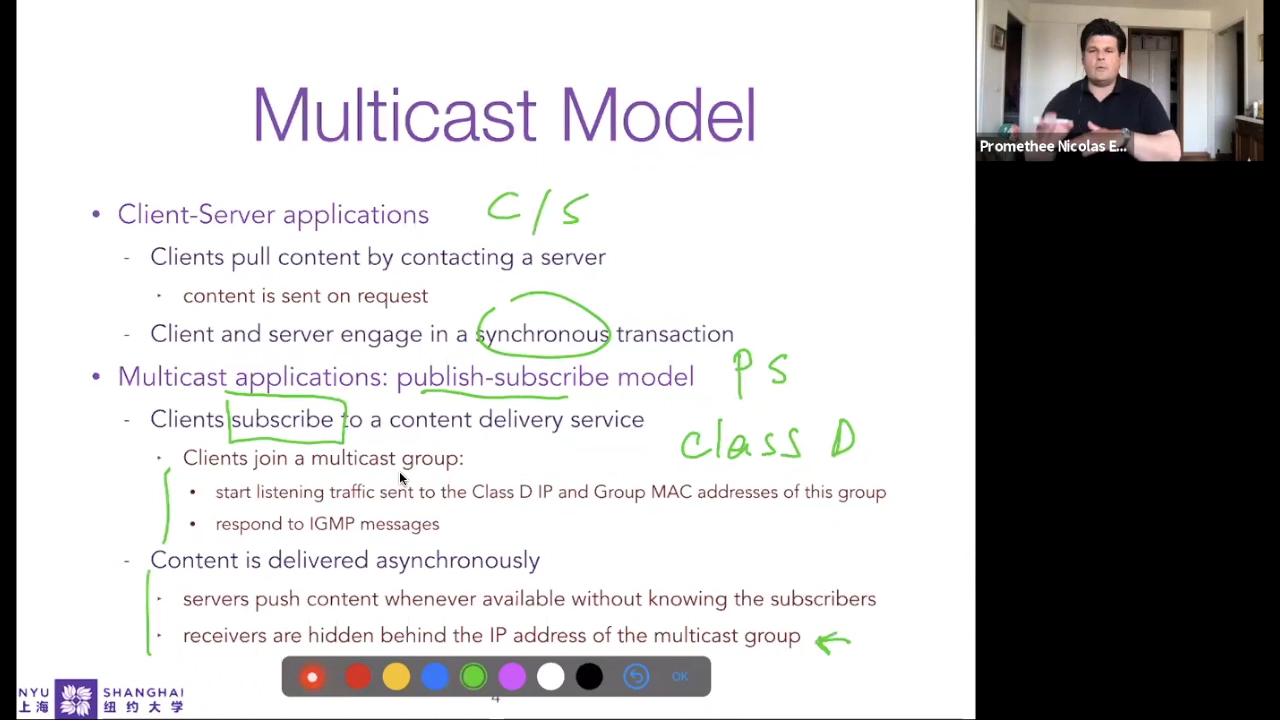 Multicast Model
Promethee Nicolas E...
• Client-Server applications C/S
- Clients pull content by contacting a server
‣ content is sent on request
- Client and server engage in a synchronous transaction
• Multicast applications: publish-subscribe model PS
- Clients subscribe to a content delivery service
class D
‣ Clients join a multicast group:
• start listening traffic sent to the Class D IP and Group MAC addresses of this group
• respond to IGMP messages
- Content is delivered asynchronously
‣ servers push content whenever available without knowing the subscribers
‣ receivers are hidden behind the IP address of the multicast group
OK
4
NYU SHANGHAI
上海 纽约大学